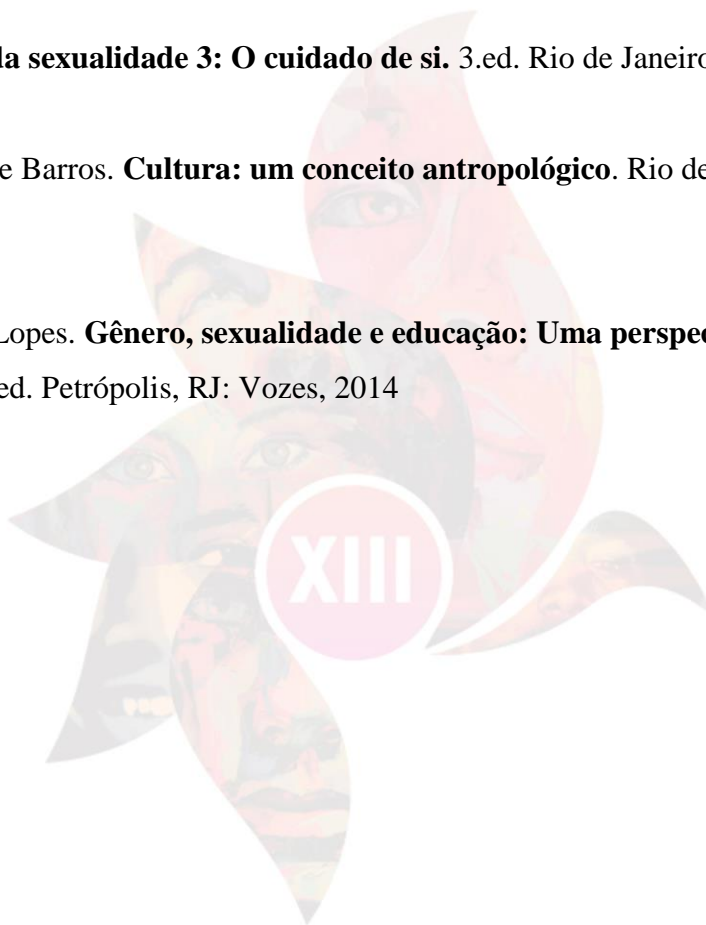 da sexualidade 3: O cuidado de si. 3.ed. Rio de Janeiro
e Barros. Cultura: um conceito antropológico. Rio de
Lopes. Gênero, sexualidade e educação: Uma perspec
ed. Petrópolis, RJ: Vozes, 2014
XIII